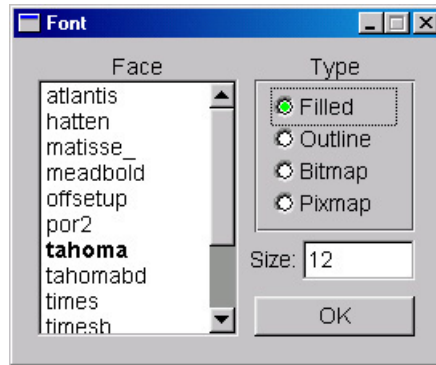 Font
Face
atlantis
hatten
matisse_
meadbold
offsetup
por2
tahoma
tahomabd
times
timesb
Type
Filled
Outline
Bitmap
Pixmap
Size: 12
OK